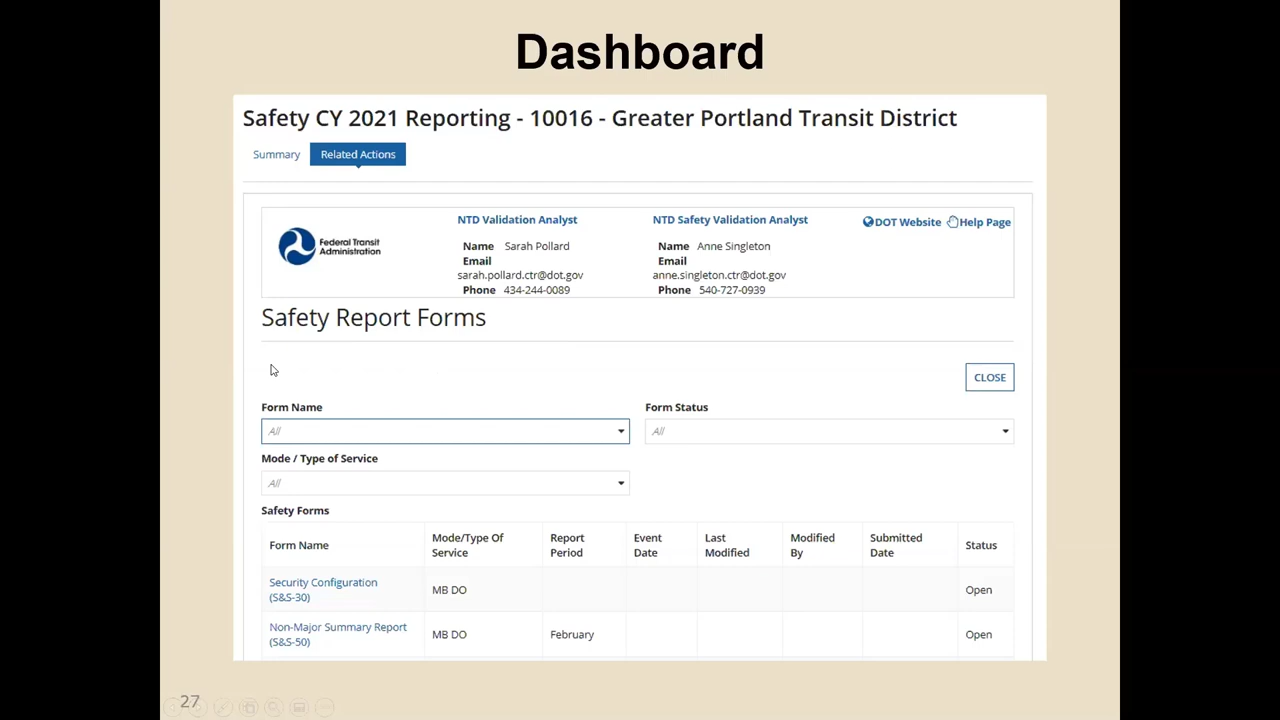 Dashboard
Safety CY 2021 Reporting - 10016 - Greater Portland Transit District
Summary
Related Actions
Federal Transit
Administration
NTD Validation Analyst
Name Sarah Pollard
Email
sarah.pollard.ctr@dot.gov
Phone 434-244-0089
NTD Safety Validation Analyst
Name Anne Singleton
Email
anne.singleton.ctr@dot.gov
Phone 540-727-0939
DOT Website
Help Page
Safety Report Forms
CLOSE
Form Name
All
Form Status
All
Mode / Type of Service
All
Safety Forms
Form Name
Mode/Type Of
Service
Report
Period
Event
Date
Last
Modified
Modified
By
Submitted
Date
Status
Security Configuration
(S&S-30)
MB DO
Open
Non-Major Summary Report
(S&S-50)
MB DO
February
Open
27